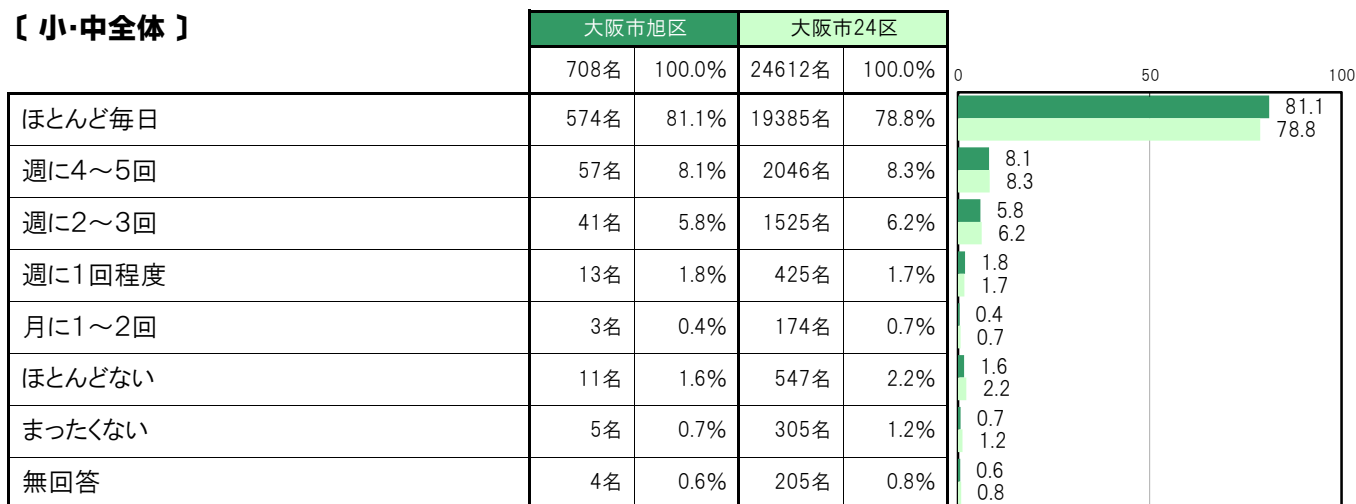 〔 小・中全体 〕
大阪市旭区 大阪市24区
708名 100.0% 24612名 100.0%
0 50 100
ほとんど毎日 574名 81.1% 19385名 78.8%
81.1
78.8
週に4～5回 57名 8.1% 2046名 8.3%
8.1
8.3
週に2～3回 41名 5.8% 1525名 6.2%
5.8
6.2
週に1回程度 13名 1.8% 425名 1.7%
1.8
1.7
月に1～2回 3名 0.4% 174名 0.7%
0.4
0.7
ほとんどない 11名 1.6% 547名 2.2%
1.6
2.2
まったくない 5名 0.7% 305名 1.2%
0.7
1.2
無回答 4名 0.6% 205名 0.8%
0.6
0.8